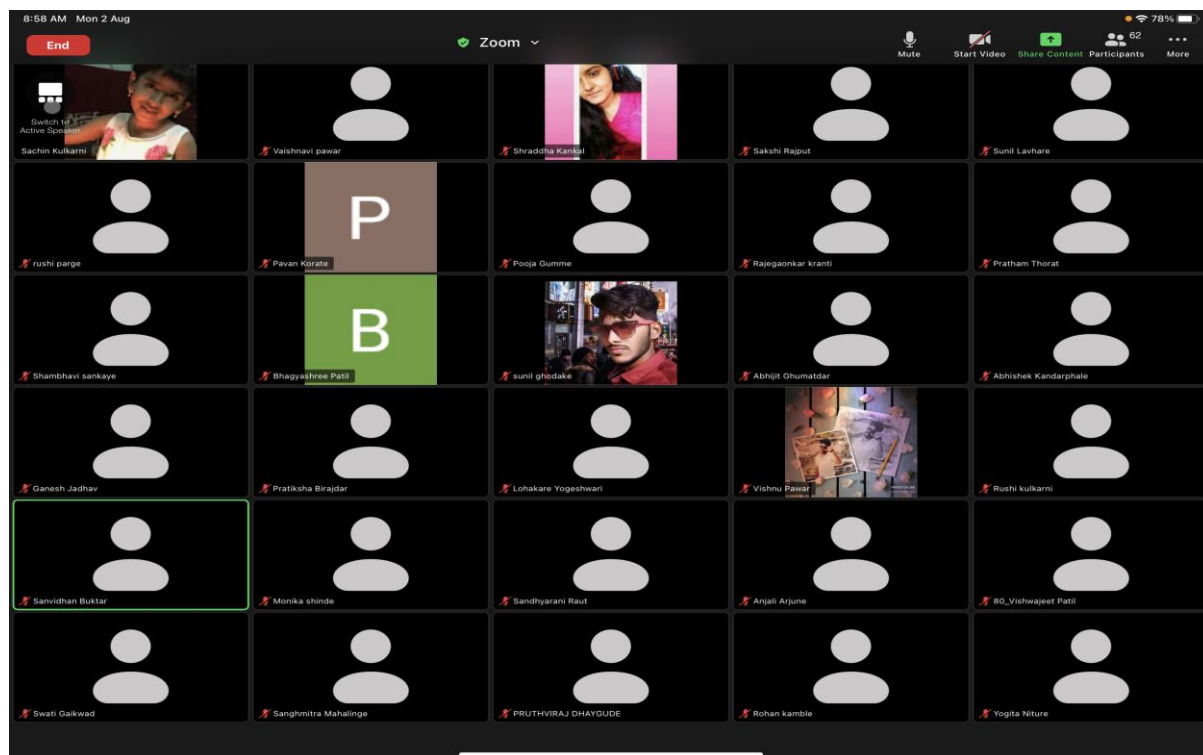 8:58 AM Mon 2 Aug
78%
End
Zoom
62
Mute
Start Video
Share Content
Participants
More
Switch to
Active Speaker
Sachin Kulkarni
Vaishnavi pawar
Shraddha Kankal
Sakshi Rajput
Sunil Lavhare
P
rushi parge
Pavan Korate
Pooja Gumme
Rajegaonkar kranti
Pratham Thorat
B
Shambhavi sankaye
Bhagyashree Patil
sunil ghodake
Abhijit Ghumatdar
Abhishek Kandarphale
Ganesh Jadhav
Pratiksha Birajdar
Lohakare Yogeshwari
Vishnu Pawar
Rushi kulkarni
Sanvidhan Buktar
Monika shinde
Sandhyarani Raut
Anjali Arjune
80_Vishwajeet Patil
Swati Gaikwad
Sanghmitra Mahalinge
PRUTHVIRAJ DHAYGUDE
Rohan kamble
Yogita Niture